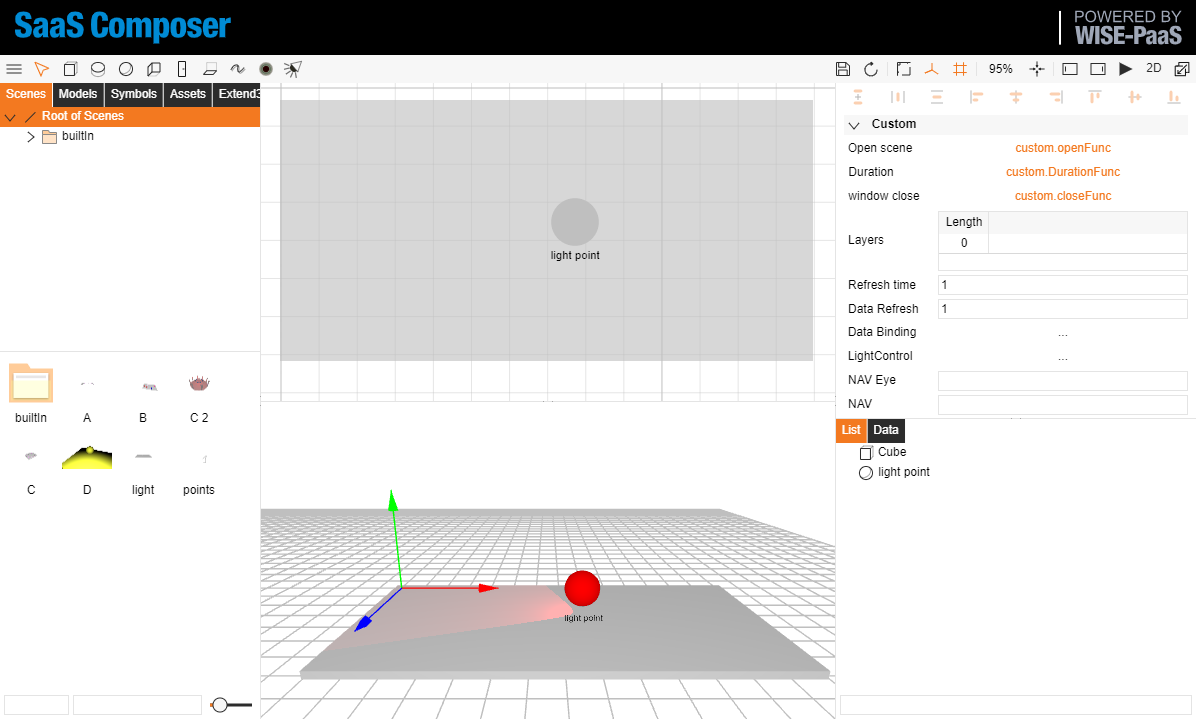 SaaS Composer
POWERED BY
WISE-PaaS
95%
2D
Scenes Models Symbols Assets
Root of Scenes
builtIn
builtIn A B C 2
C D light points
light point
light point
Custom
Open scene custom.openFunc
Duration custom.DurationFunc
window close custom.closeFunc
Layers
Length
0
Refresh time 1
Data Refresh 1
Data Binding ...
LightControl ...
NAV Eye
NAV
List Data
Cube
light point